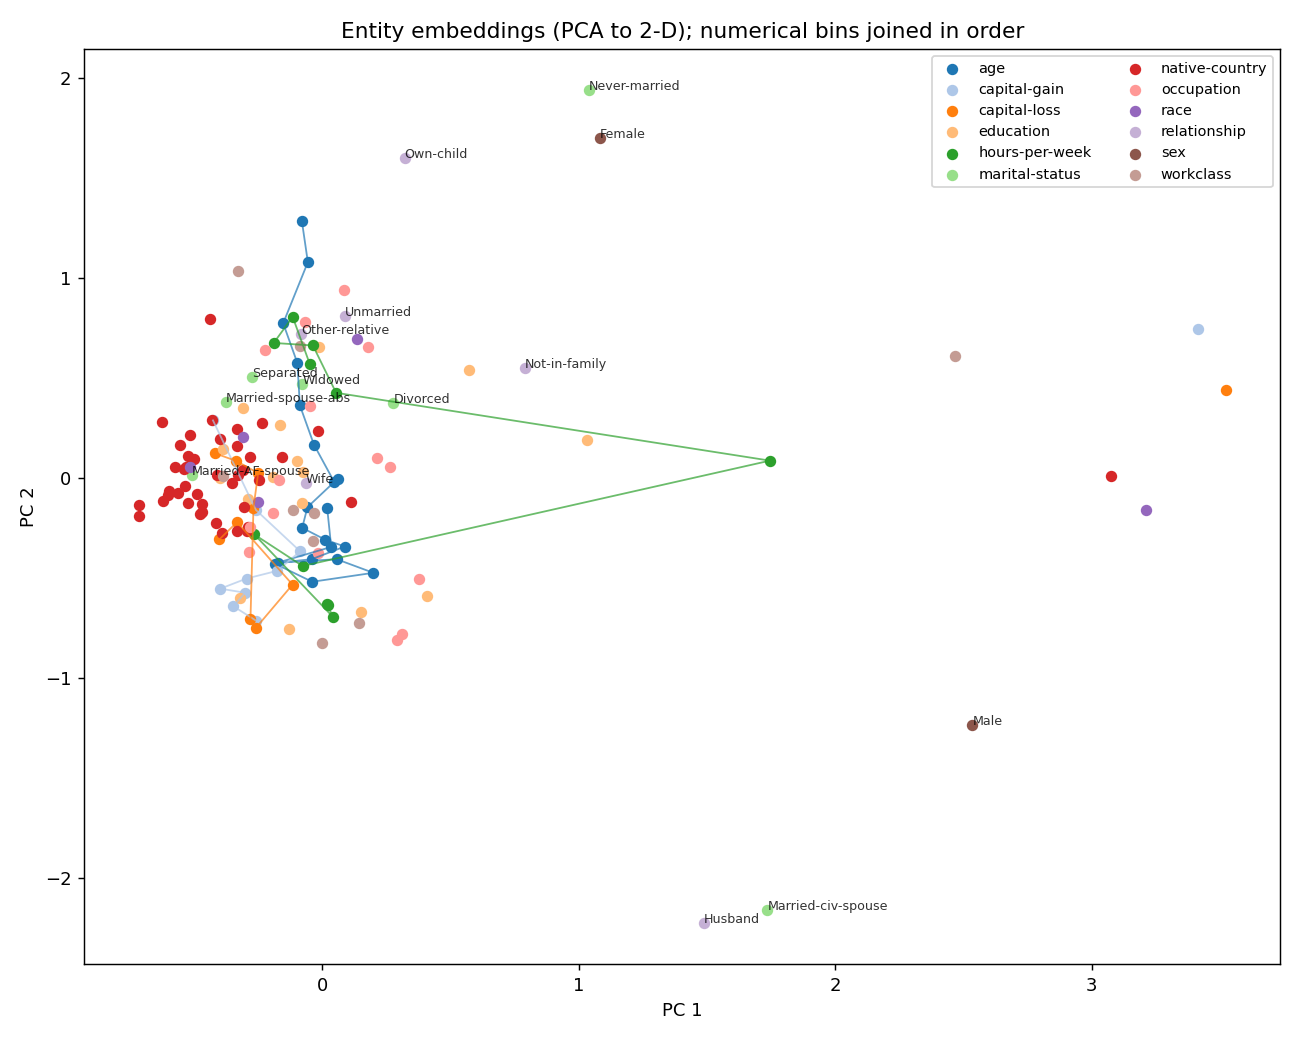 Entity embeddings (PCA to 2-D); numerical bins joined in order
age
capital-gain
capital-loss
education
hours-per-week
marital-status
native-country
occupation
race
relationship
sex
workclass
Never-married
Female
Own-child
Unmarried
Other-relative
Not-in-family
Separated
Widowed
Married-spouse-abs
Divorced
Married-AF-spouse
Wife
Male
Married-civ-spouse
Husband
2
1
0
−1
−2
PC 2
0
1
2
3
PC 1